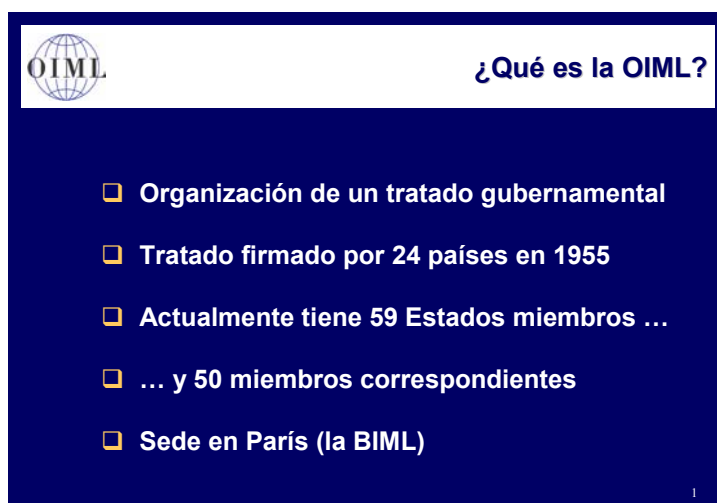 OIML
¿Qué es la OIML?
Organización de un tratado gubernamental
Tratado firmado por 24 países en 1955
Actualmente tiene 59 Estados miembros …
… y 50 miembros correspondientes
Sede en París (la BIML)
1